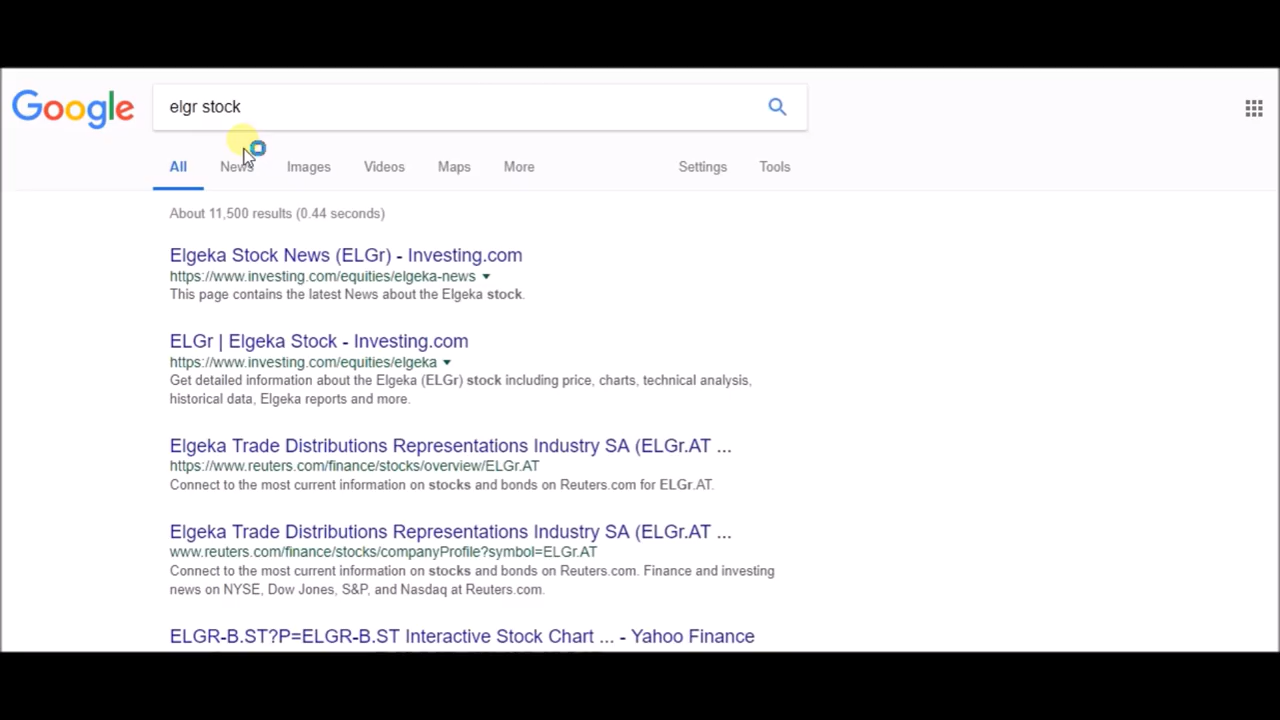 Google
elgr stock
All News Images Videos Maps More Settings Tools
About 11,500 results (0.44 seconds)
Elgeka Stock News (ELGr) - Investing.com
https://www.investing.com/equities/elgeka-news
This page contains the latest News about the Elgeka stock.
ELGr | Elgeka Stock - Investing.com
https://www.investing.com/equities/elgeka
Get detailed information about the Elgeka (ELGr) stock including price, charts, technical analysis,
historical data, Elgeka reports and more.
Elgeka Trade Distributions Representations Industry SA (ELGr.AT ...
https://www.reuters.com/finance/stocks/overview/ELGr.AT
Connect to the most current information on stocks and bonds on Reuters.com for ELGr.AT.
Elgeka Trade Distributions Representations Industry SA (ELGr.AT ...
www.reuters.com/finance/stocks/companyProfile?symbol=ELGr.AT
Connect to the most current information on stocks and bonds on Reuters.com. Finance and investing
news on NYSE, Dow Jones, S&P, and Nasdaq at Reuters.com.
ELGR-B.ST?P=ELGR-B.ST Interactive Stock Chart ... - Yahoo Finance